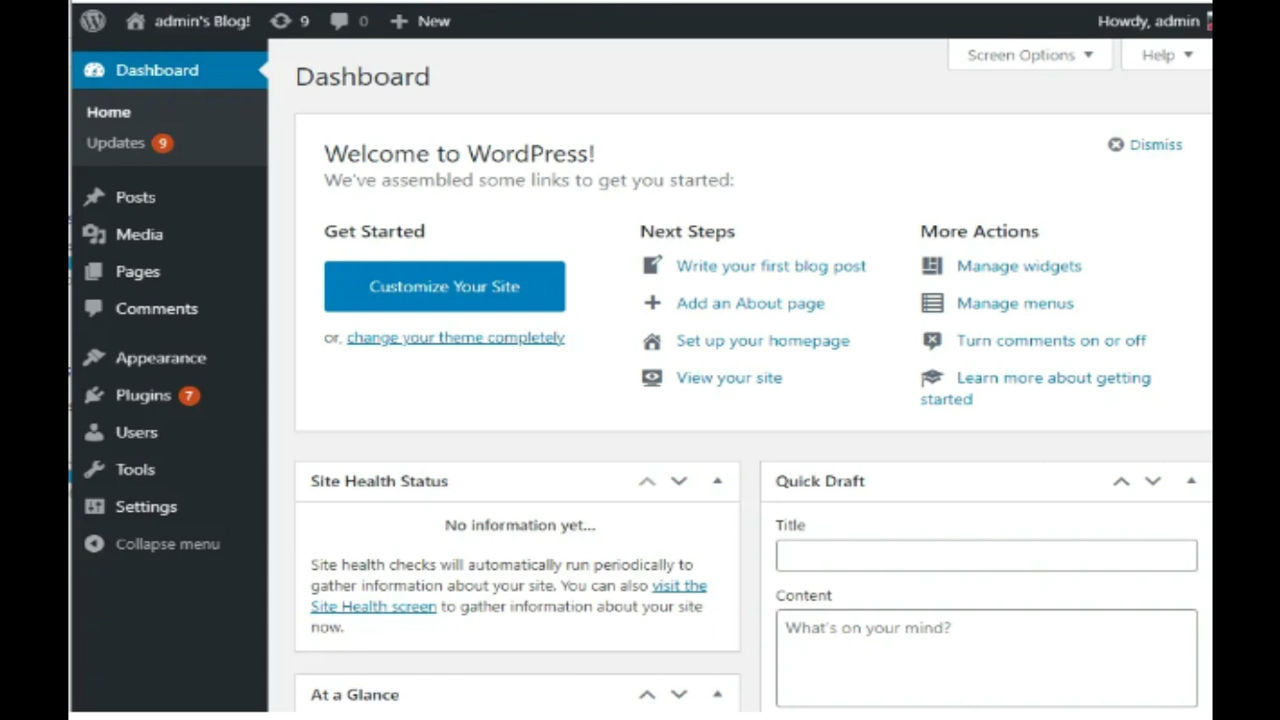 admin's Blog! 9 0 New Howdy, admin
Dashboard
Home
Updates 9
Posts
Media
Pages
Comments
Appearance
Plugins 7
Users
Tools
Settings
Collapse menu
Screen Options Help
Dashboard
Welcome to WordPress!
Dismiss
We've assembled some links to get you started:
Get Started
Customize Your Site
or, change your theme completely
Next Steps
Write your first blog post
Add an About page
Set up your homepage
View your site
More Actions
Manage widgets
Manage menus
Turn comments on or off
Learn more about getting
started
Site Health Status
No information yet...
Site health checks will automatically run periodically to
gather information about your site. You can also visit the
Site Health screen to gather information about your site
now.
At a Glance
Quick Draft
Title
Content
What's on your mind?